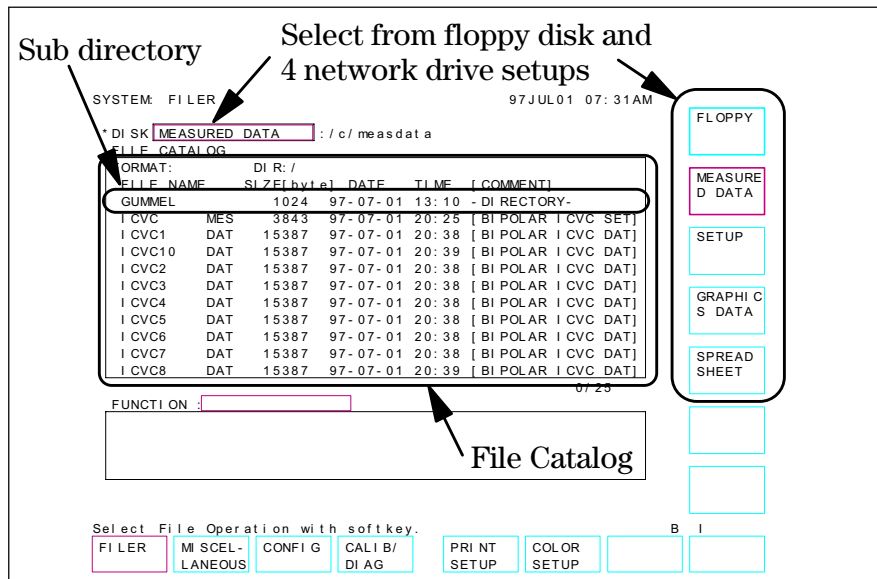 Sub directory
Select from floppy disk and
4 network drive setups
SYSTEM: FILER 97JUL01 07:31AM
*DISK MEASURED DATA :/c/measdata
FILE CATALOG
FORMAT: DIR:/
FILE NAME SIZE[byte] DATE TIME [COMMENT]
GUMMEL 1024 97-07-01 13:10 -DIRECTORY-
ICVC MES 3843 97-07-01 20:25 [BIPOLAR ICVC SET]
ICVC1 DAT 15387 97-07-01 20:38 [BIPOLAR ICVC DAT]
ICVC10 DAT 15387 97-07-01 20:39 [BIPOLAR ICVC DAT]
ICVC2 DAT 15387 97-07-01 20:38 [BIPOLAR ICVC DAT]
ICVC3 DAT 15387 97-07-01 20:38 [BIPOLAR ICVC DAT]
ICVC4 DAT 15387 97-07-01 20:38 [BIPOLAR ICVC DAT]
ICVC5 DAT 15387 97-07-01 20:38 [BIPOLAR ICVC DAT]
ICVC6 DAT 15387 97-07-01 20:38 [BIPOLAR ICVC DAT]
ICVC7 DAT 15387 97-07-01 20:38 [BIPOLAR ICVC DAT]
ICVC8 DAT 15387 97-07-01 20:39 [BIPOLAR ICVC DAT]
0/25
FUNCTION :
File Catalog
Select File Operation with softkey. B I
FLOPPY
MEASURE
D DATA
SETUP
GRAPHIC
S DATA
SPREAD
SHEET
FILER
MISCEL-
LANEOUS
CONFIG
CALIB/
DIAG
PRINT
SETUP
COLOR
SETUP